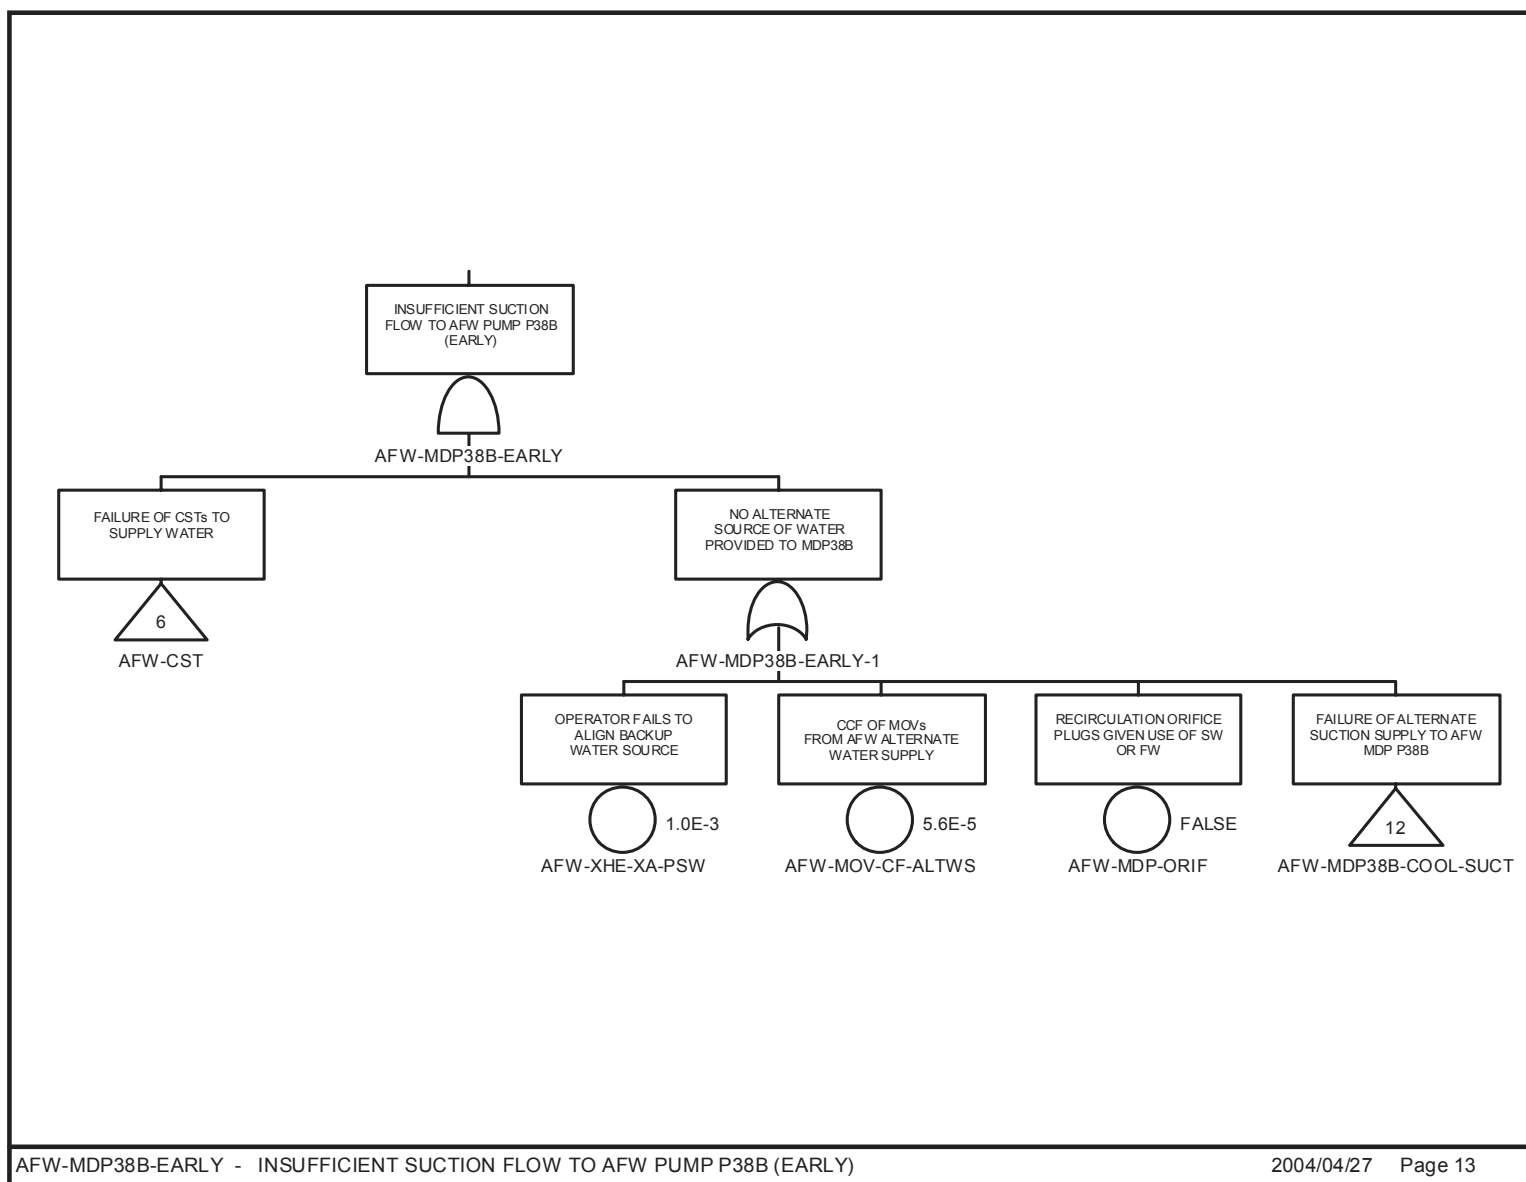 INSUFFICIENT SUCTION
FLOW TO AFW PUMP P38B
(EARLY)
AFW-MDP38B-EARLY
FAILURE OF CSTs TO
SUPPLY WATER
6
AFW-CST
NO ALTERNATE
SOURCE OF WATER
PROVIDED TO MDP38B
AFW-MDP38B-EARLY-1
OPERATOR FAILS TO
ALIGN BACKUP
WATER SOURCE
1.0E-3
AFW-XHE-XA-PSW
CCF OF MOVs
FROM AFW ALTERNATE
WATER SUPPLY
5.6E-5
AFW-MOV-CF-ALTWS
RECIRCULATION ORIFICE
PLUGS GIVEN USE OF SW
OR FW
FALSE
AFW-MDP-ORIF
FAILURE OF ALTERNATE
SUCTION SUPPLY TO AFW
MDP P38B
12
AFW-MDP38B-COOL-SUCT
AFW-MDP38B-EARLY - INSUFFICIENT SUCTION FLOW TO AFW PUMP P38B (EARLY) 2004/04/27 Page 13